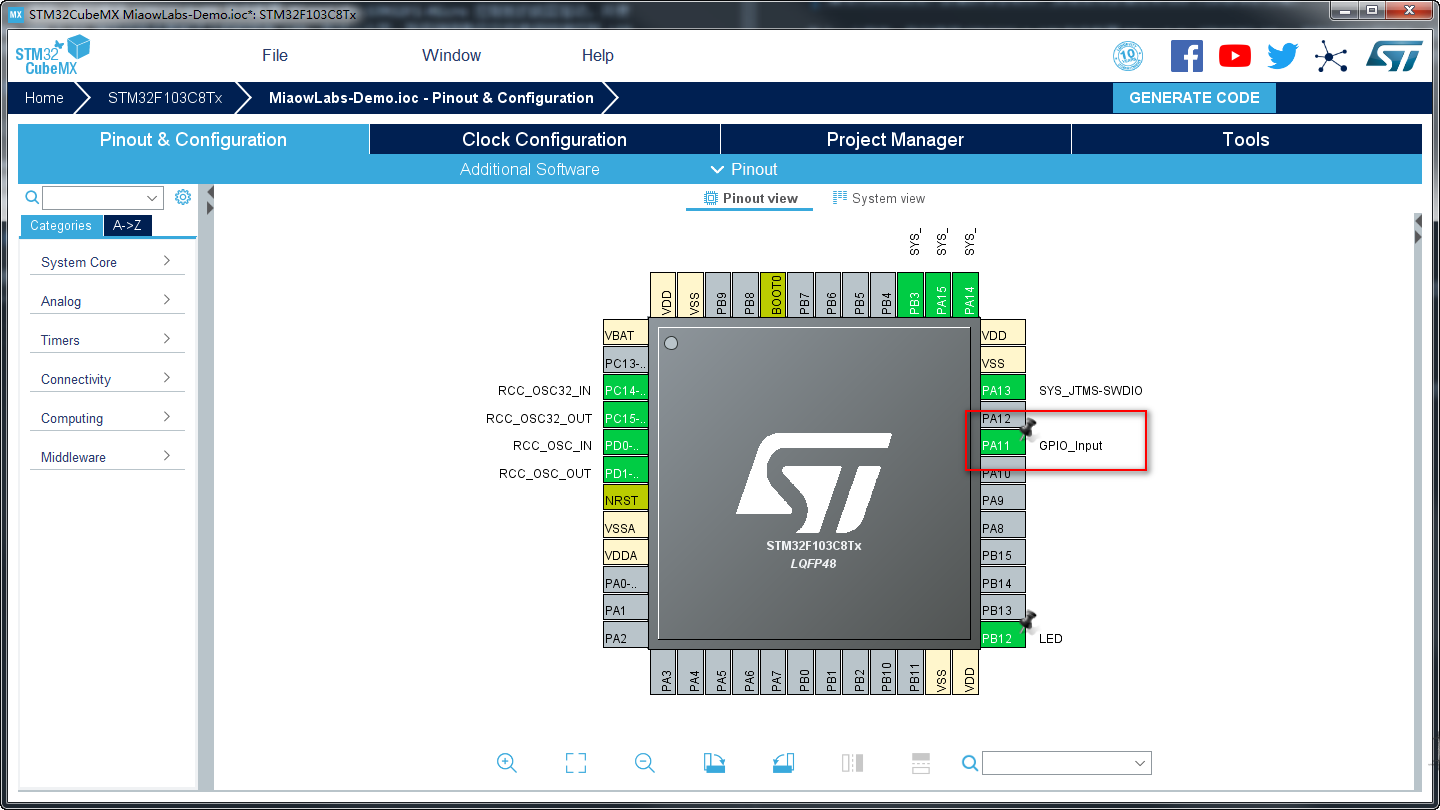 MX STM32CubeMX MiaowLabs-Demo.ioc*: STM32F103C8Tx
STM32 CubeMX
File Window Help
10
ST
Home STM32F103C8Tx MiaowLabs-Demo.ioc - Pinout & Configuration GENERATE CODE
Pinout & Configuration Clock Configuration Project Manager Tools
Additional Software Pinout
Pinout view System view
Categories A->Z
System Core
Analog
Timers
Connectivity
Computing
Middleware
SYS_ SYS_ SYS_
VDD VSS PB9 PB8 BOOT0 PB7 PB6 PB5 PB4 PB3 PA15 PA14
VBAT VDD
PC13-.. VSS
RCC_OSC32_IN PC14-.. PA13 SYS_JTMS-SWDIO
RCC_OSC32_OUT PC15-.. PA12
RCC_OSC_IN PD0-.. PA11 GPIO_Input
RCC_OSC_OUT PD1-.. PA10
NRST PA9
VSSA PA8
VDDA PB15
PA0-.. PB14
PA1 PB13
PA2 PB12 LED
ST
STM32F103C8Tx
LQFP48
PA3 PA4 PA5 PA6 PA7 PB0 PB1 PB2 PB10 PB11 VSS VDD